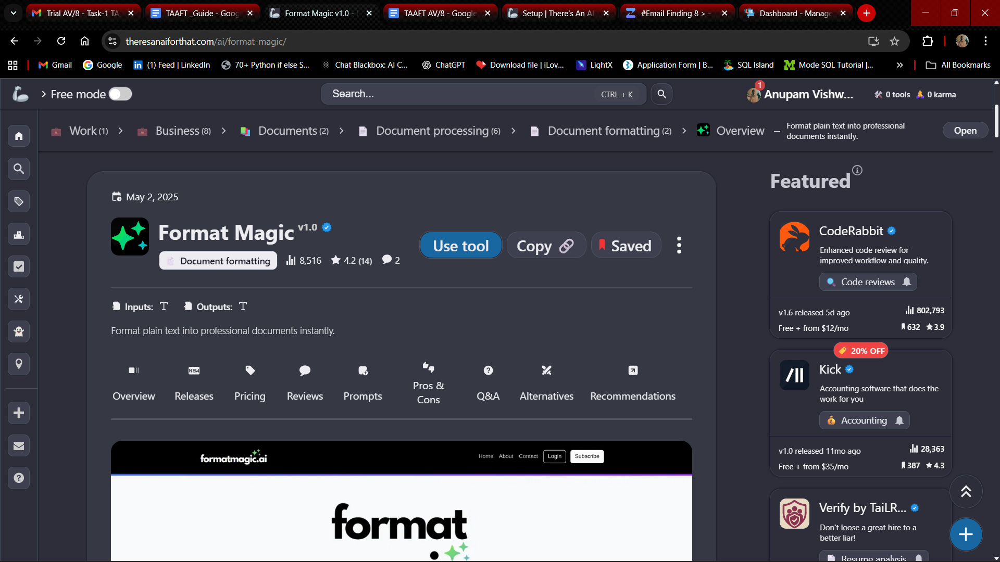 Trial AV/8 - Task-1 TA
TAAFT _Guide - Goog
Format Magic v1.0 -
TAAFT AV/8 - Google
Setup | There's An AI
#Email Finding 8 > -
Dashboard - Manage
theresanaiforthat.com/ai/format-magic/
Gmail
Google
(1) Feed | LinkedIn
70+ Python if else S...
Chat Blackbox: AI C...
ChatGPT
Download file | iLov...
LightX
Application Form | B...
SQL Island
Mode SQL Tutorial |...
All Bookmarks
Free mode
Search...
CTRL + K
1
Anupam Vishw...
0 tools
0 karma
Work (1)
Business (8)
Documents (2)
Document processing (6)
Document formatting (2)
Overview
—
Format plain text into professional
documents instantly.
Open
May 2, 2025
Format Magic v1.0
Document formatting
8,516
4.2 (14)
2
Use tool
Copy
Saved
Inputs:
Outputs:
Format plain text into professional documents instantly.
Overview
NEW
Releases
Pricing
Reviews
Prompts
Pros &
Cons
Q&A
Alternatives
Recommendations
formatmagic.ai
Home
About
Contact
Login
Subscribe
format
Featured
CodeRabbit
Enhanced code review for
improved workflow and quality.
Code reviews
v1.6 released 5d ago
802,793
Free + from $12/mo
632
3.9
20% OFF
Kick
Accounting software that does the
work for you
Accounting
v1.0 released 11mo ago
28,363
Free + from $35/mo
387
4.3
Verify by TaiLR...
Don't loose a great hire to a
better liar!
Resume analysis